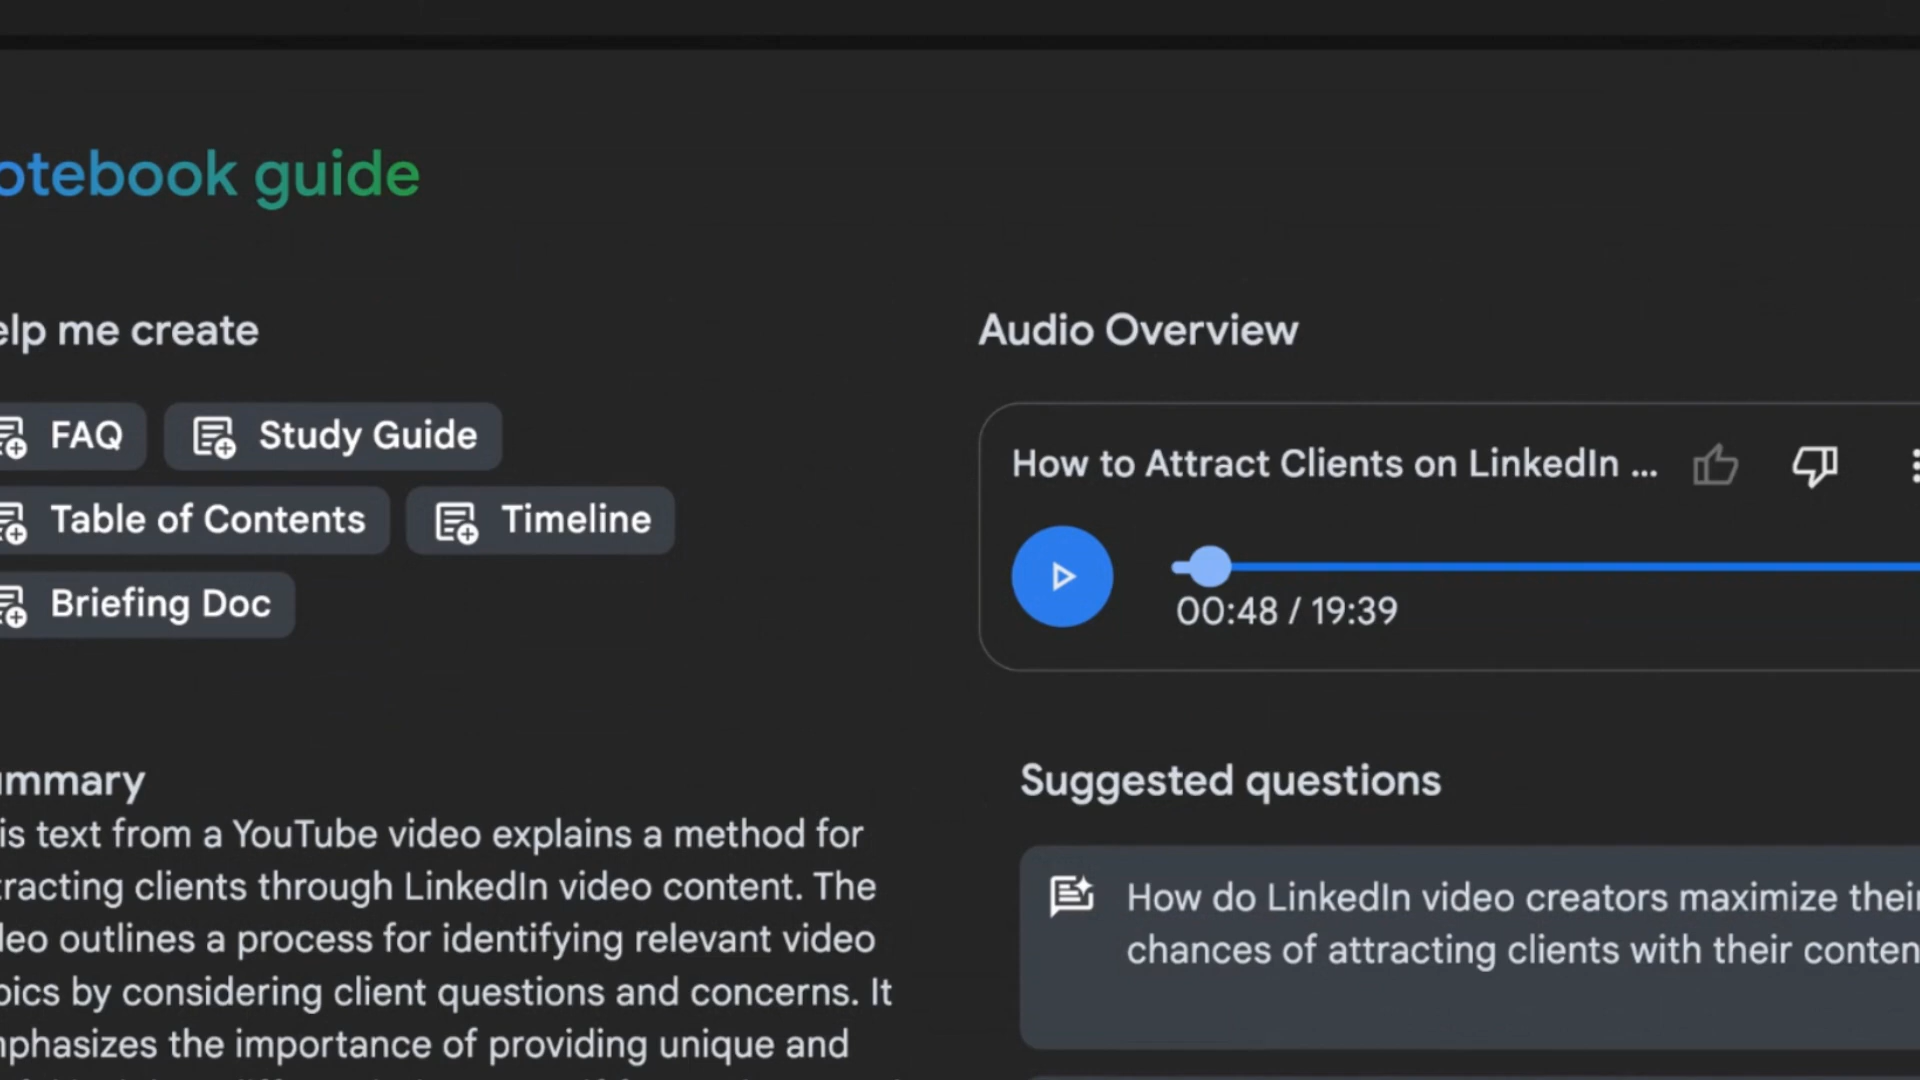 otebook guide
elp me create
FAQ
Study Guide
Table of Contents
Timeline
Briefing Doc
Audio Overview
How to Attract Clients on LinkedIn ...
00:48 / 19:39
ummary
is text from a YouTube video explains a method for
tracting clients through LinkedIn video content. The
deo outlines a process for identifying relevant video
pics by considering client questions and concerns. It
mphasizes the importance of providing unique and
Suggested questions
How do LinkedIn video creators maximize their
chances of attracting clients with their conten